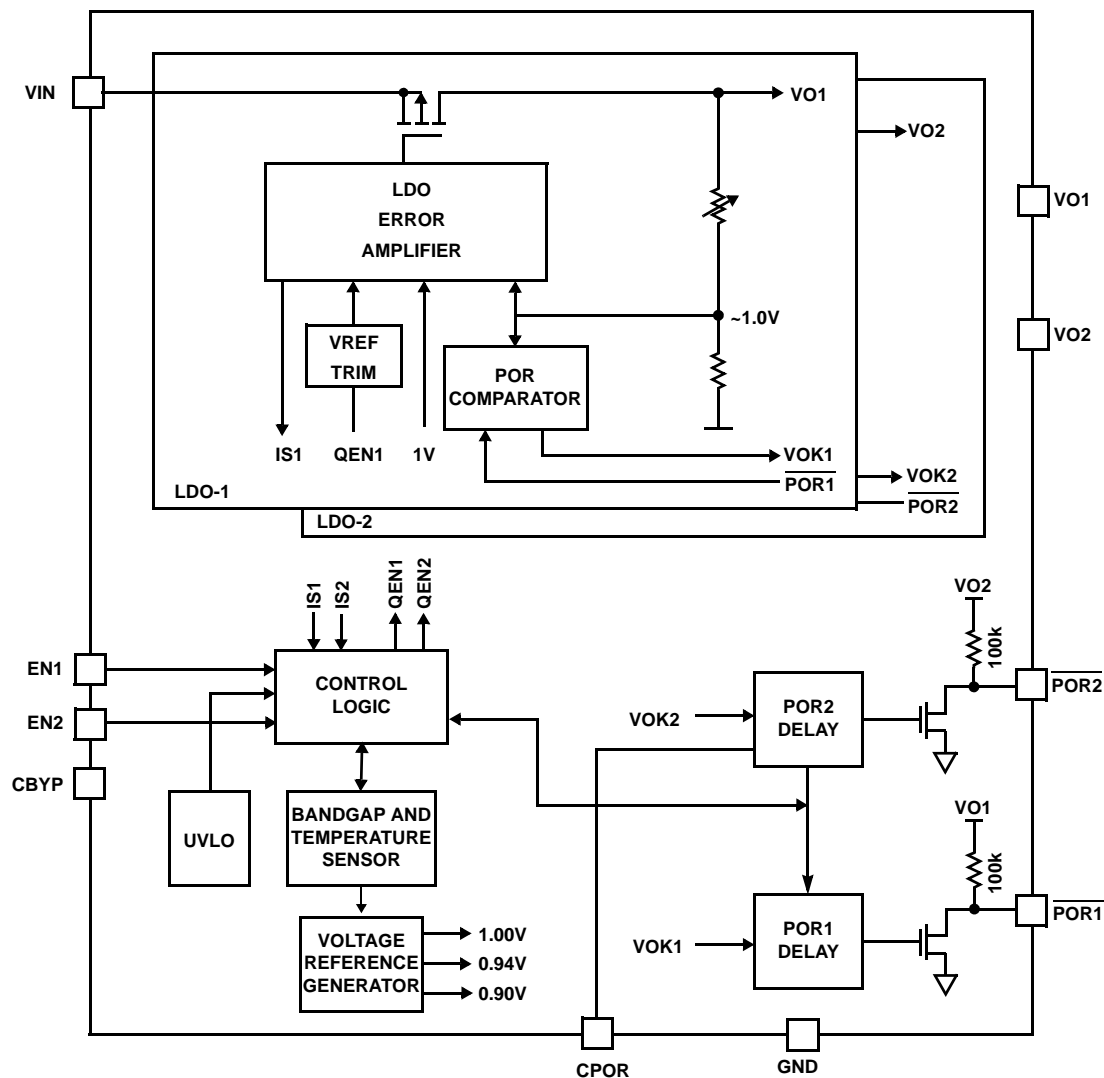 VIN
VO1
VO2
LDO
ERROR
AMPLIFIER
VO1
~1.0V
VO2
VREF
TRIM
POR
COMPARATOR
IS1
QEN1
1V
VOK1
POR1
VOK2
POR2
LDO-1
LDO-2
IS1
IS2
QEN1
QEN2
VO2
100k
EN1
CONTROL
LOGIC
POR2
EN2
VOK2
POR2
DELAY
CBYP
UVLO
BANDGAP AND
TEMPERATURE
SENSOR
VO1
100k
VOLTAGE
REFERENCE
GENERATOR
1.00V
0.94V
0.90V
VOK1
POR1
DELAY
POR1
CPOR
GND